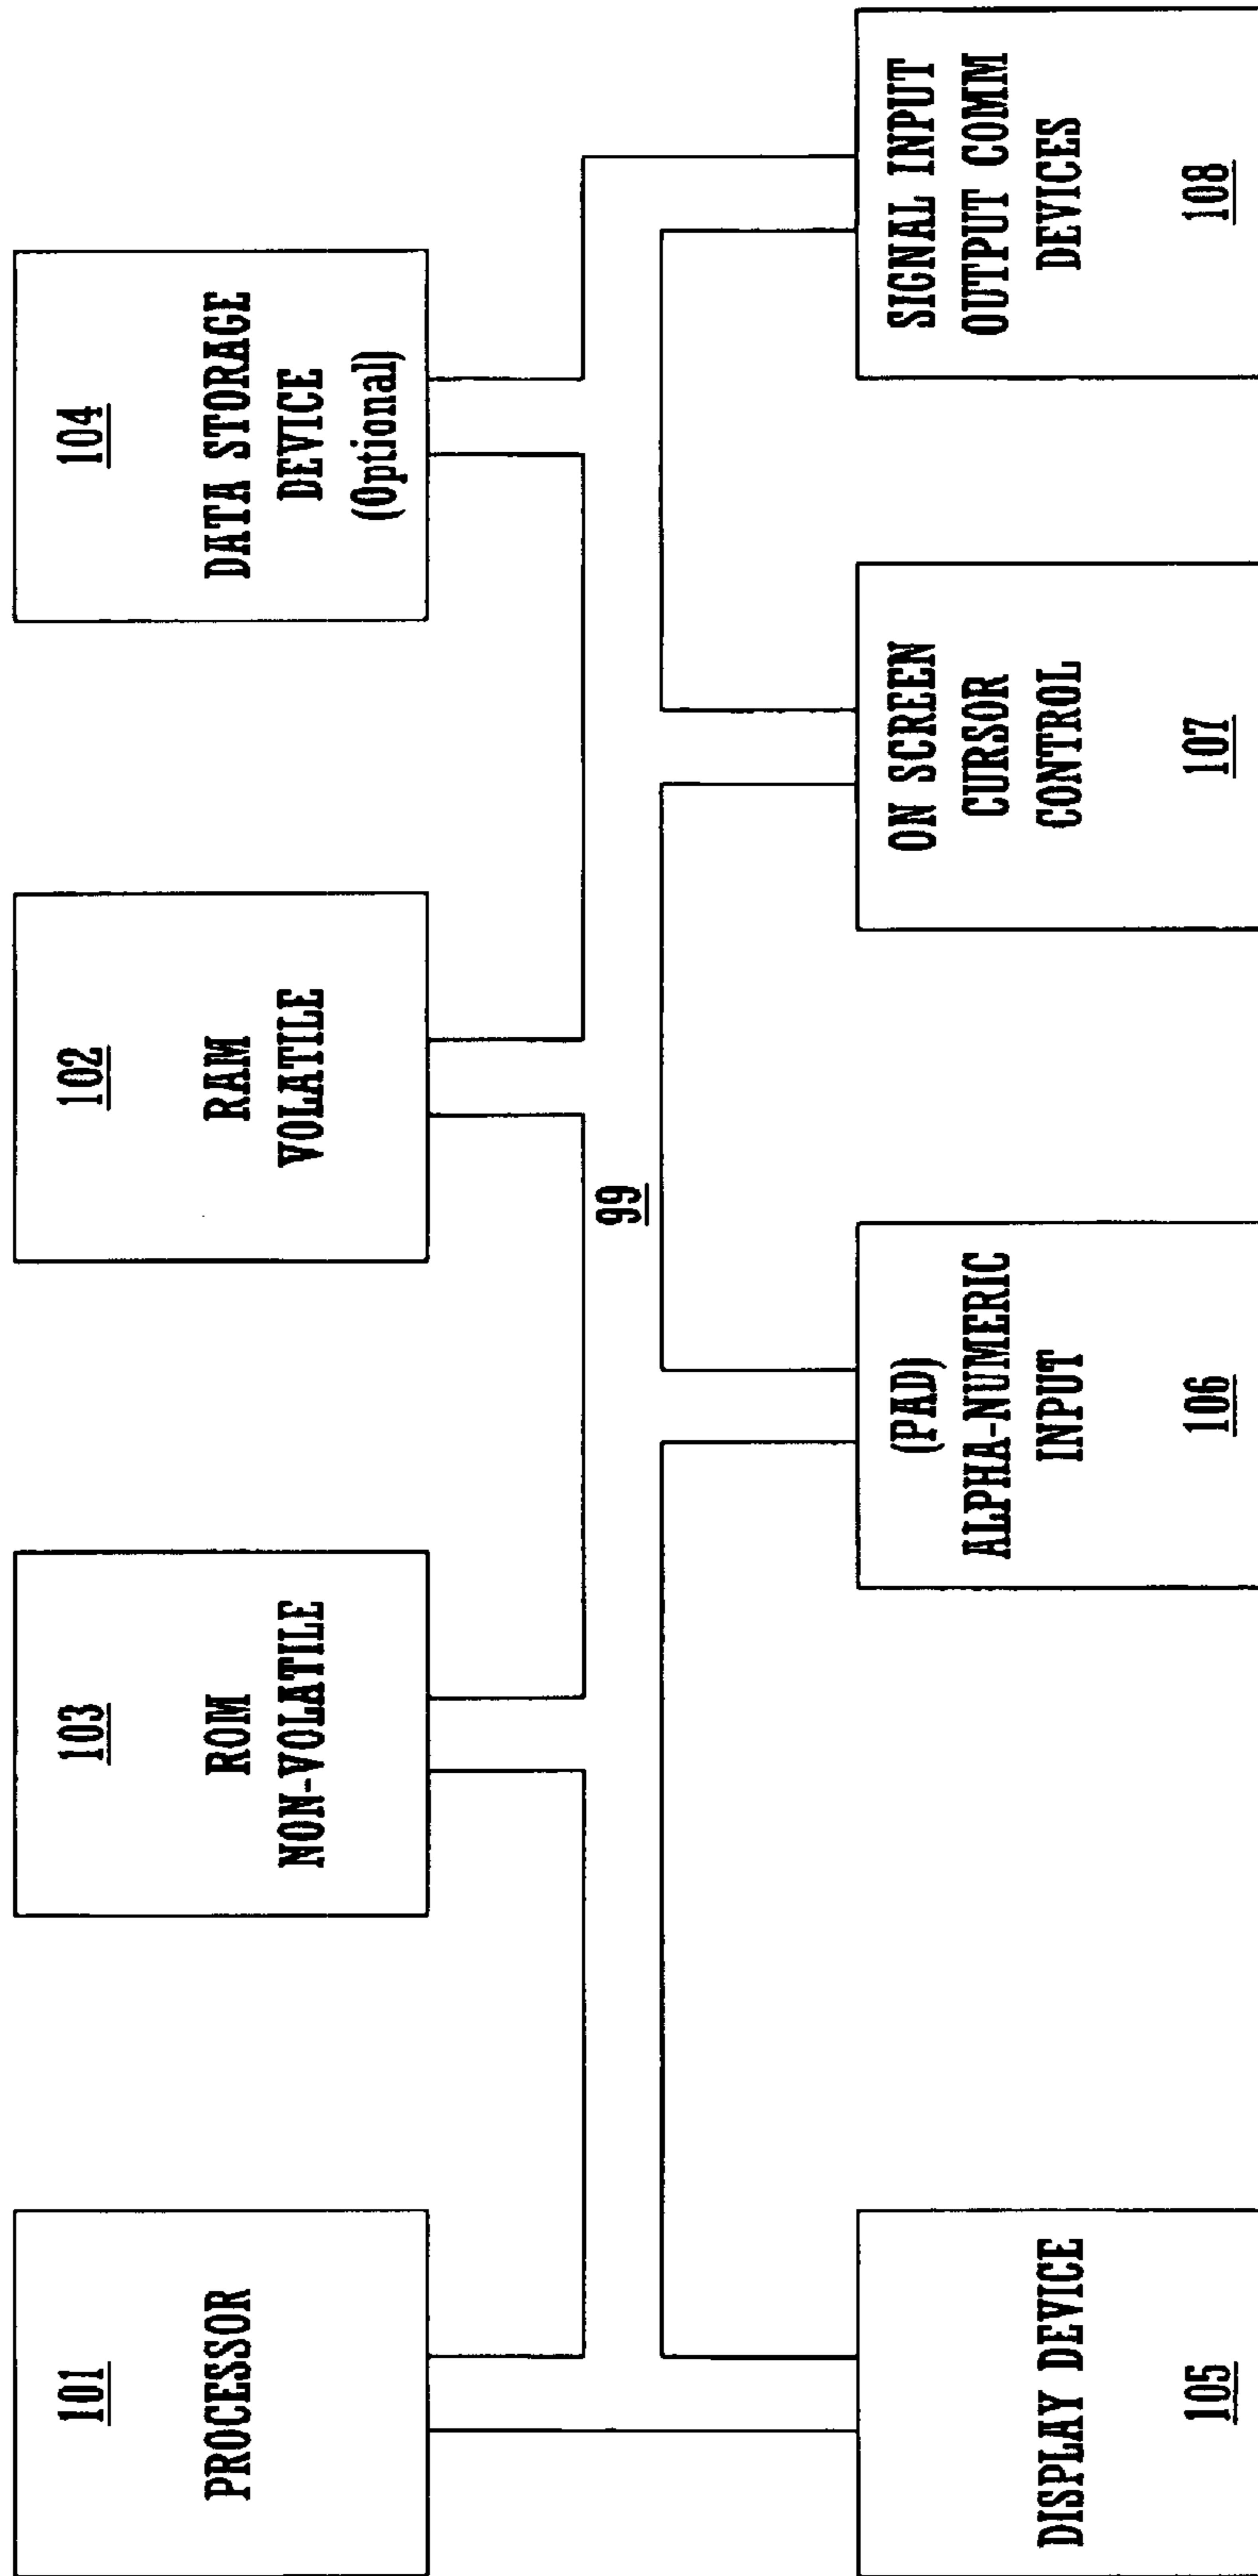 101
PROCESSOR
103
ROM
NON-VOLATILE
102
RAM
VOLATILE
104
DATA STORAGE
DEVICE
(Optional)
99
DISPLAY DEVICE
105
(PAD)
ALPHA-NUMERIC
INPUT
106
ON SCREEN
CURSOR
CONTROL
107
SIGNAL INPUT
OUTPUT COMM
DEVICES
108